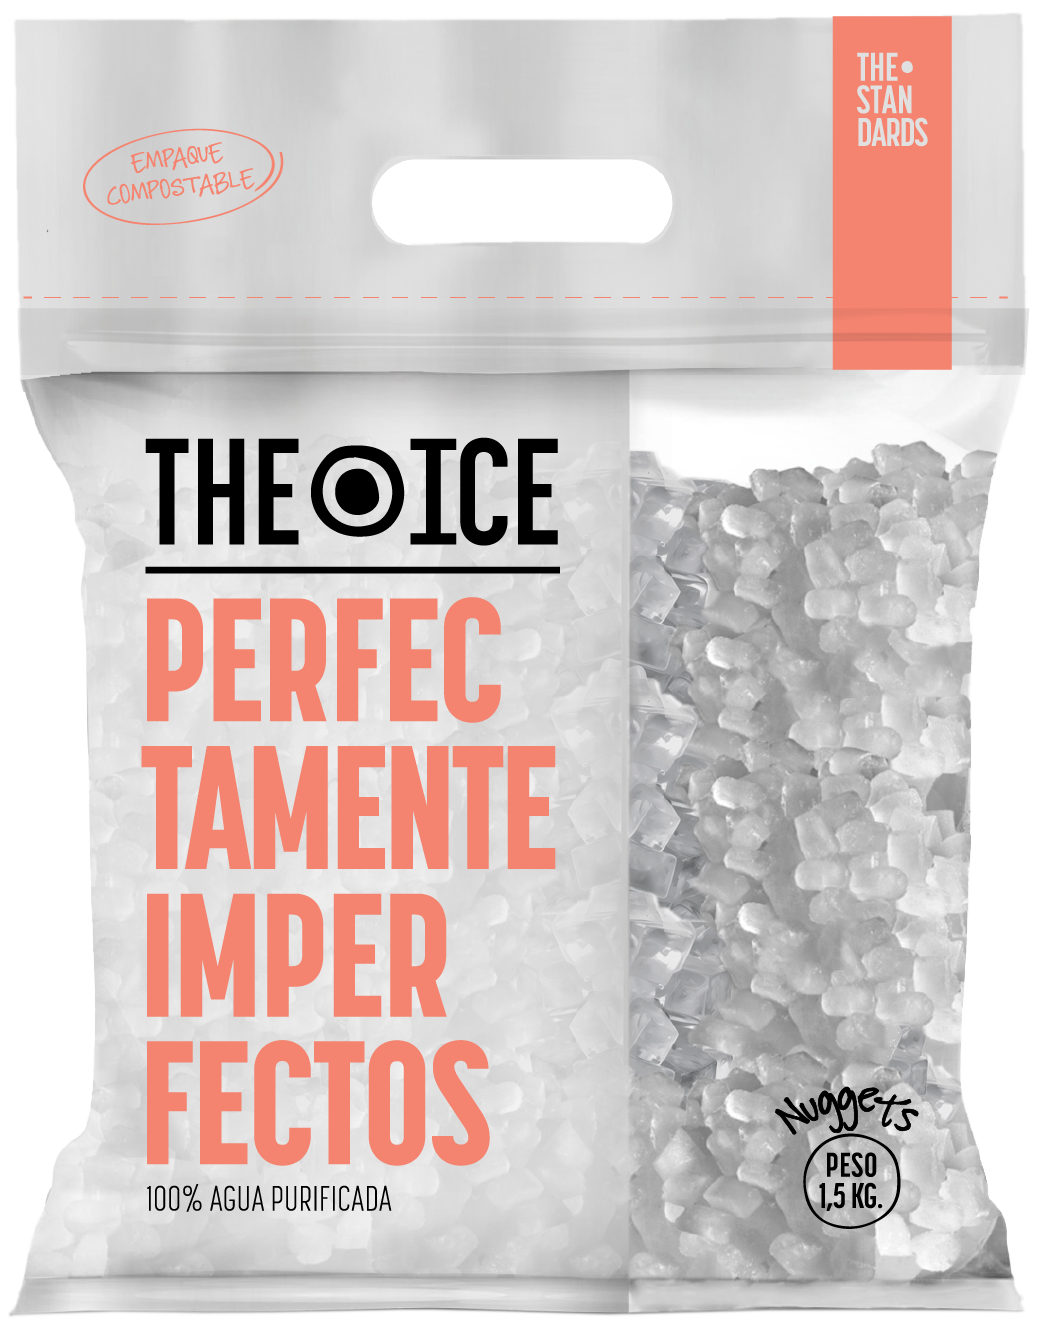 EMPAQUE
COMPOSTABLE
THE•
STAN
DARDS
THE ICE
PERFEC
TAMENTE
IMPER
FECTOS
100% AGUA PURIFICADA
Nuggets
PESO
1,5 KG.